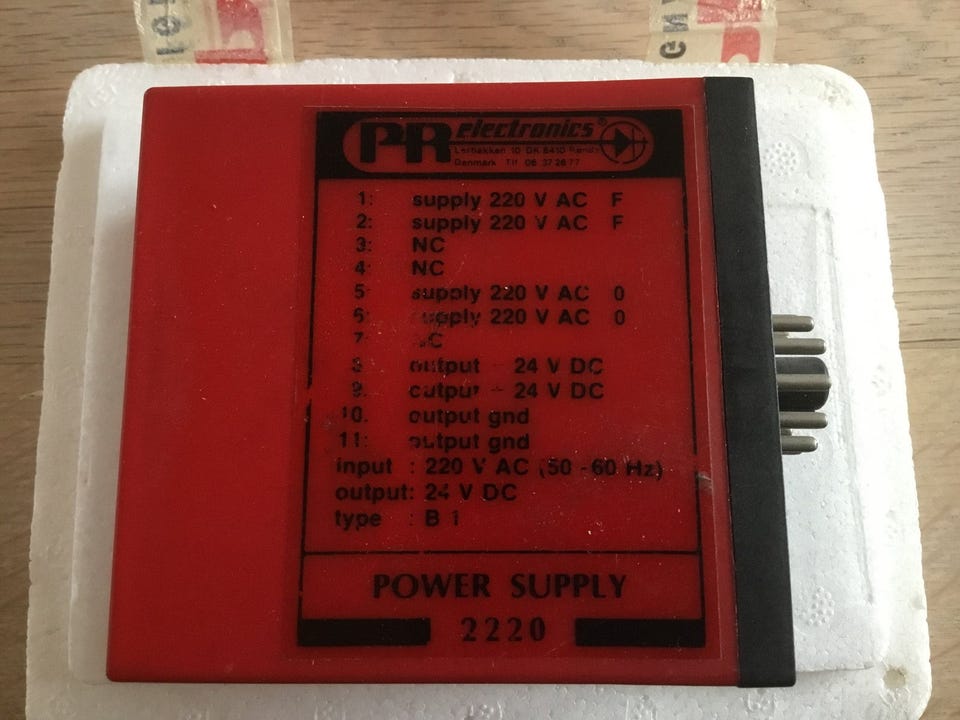 PR electronics®
10 DK 8410
Denmark Tlf 06 37 26 77
1: supply 220 V AC F
2: supply 220 V AC F
3: NC
4: NC
5: supply 220 V AC 0
6: supply 220 V AC 0
7: NC
8: output 24 V DC
9. output 24 V DC
10. output gnd
11: output gnd
input : 220 V AC (50 - 60 Hz)
output: 24 V DC
type : B 1
POWER SUPPLY
2220